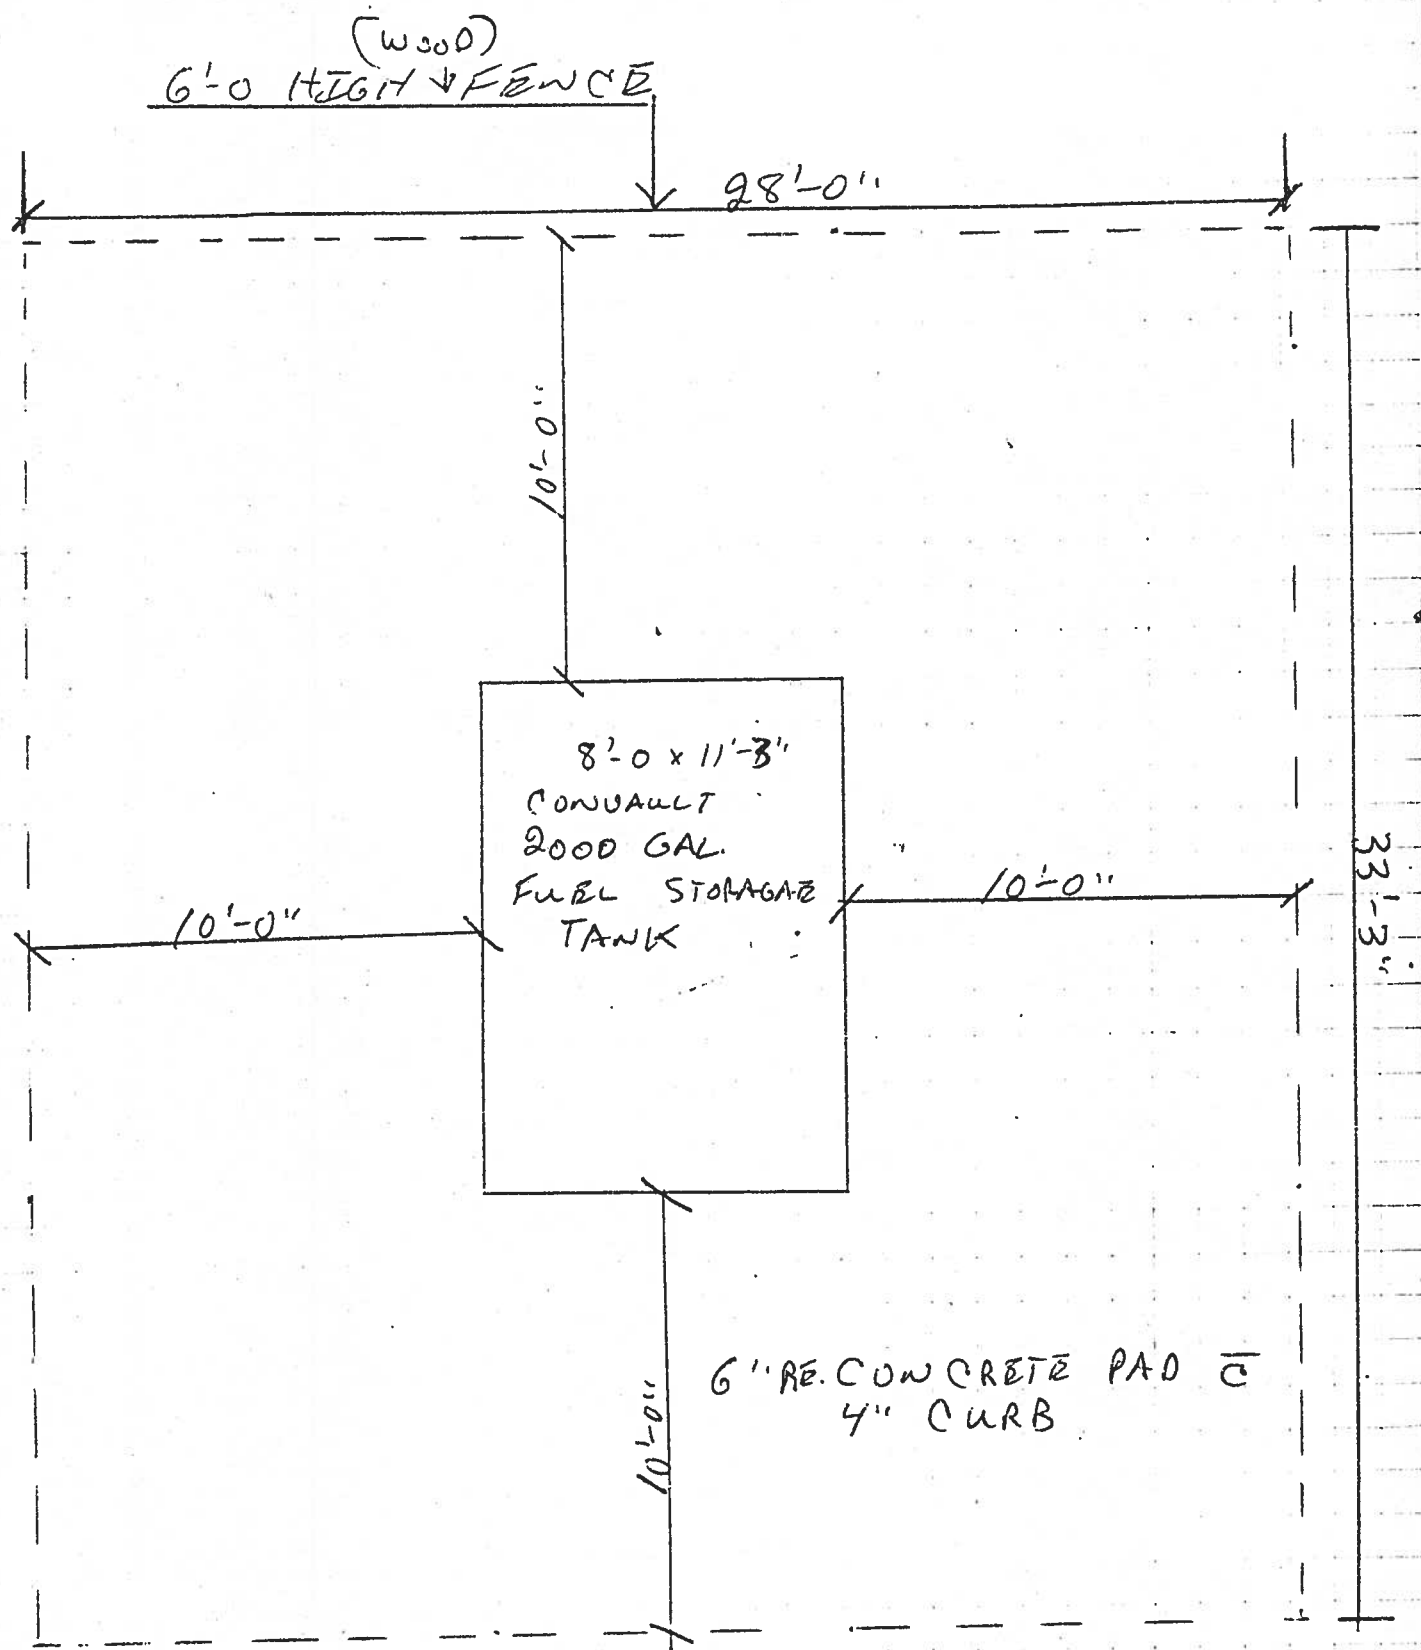 (WOOD)
6'-0 HIGH FENCE
28'-0"
10'-0"
8'-0 x 11'-3"
CONVAULT
2000 GAL.
FUEL STORAGAE
TANK
10'-0"
10'-0"
33'-3"
6" RE. CONCRETE PAD C̅
4" CURB
10'-0"